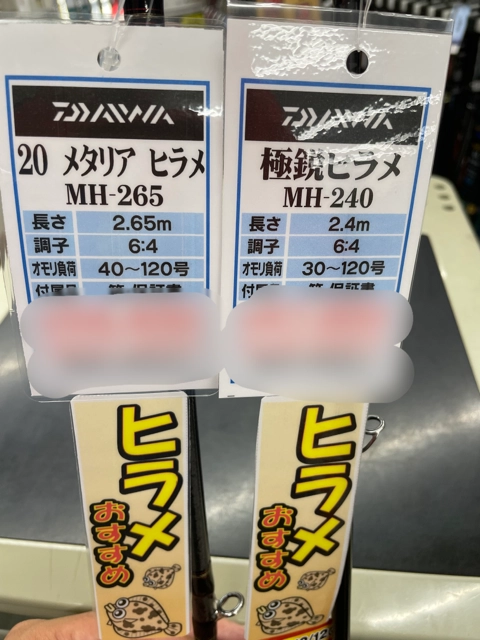 DAIWA
20 メタリア ヒラメ
MH-265
長さ 2.65m
調子 6:4
オモリ負荷 40〜120号
ヒラメ
おすすめ
DAIWA
極鋭ヒラメ
MH-240
長さ 2.4m
調子 6:4
オモリ負荷 30〜120号
ヒラメ
おすすめ